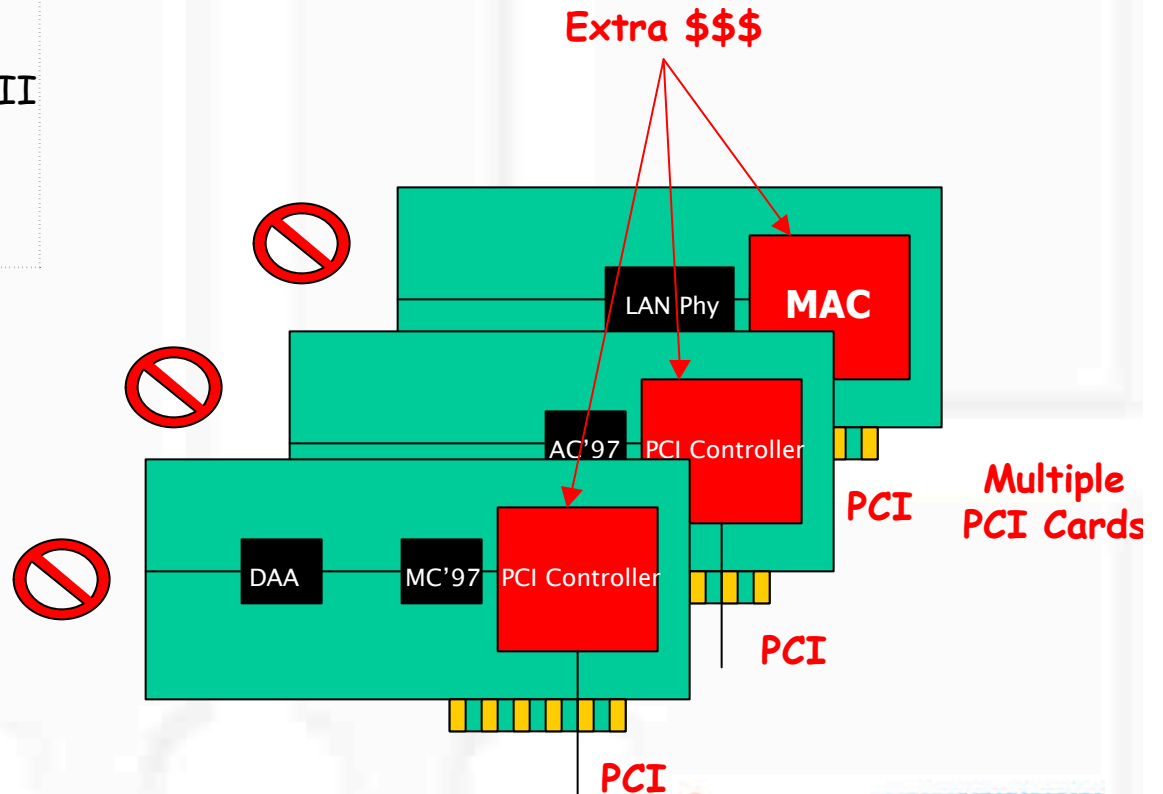 Extra $$$
II
LAN Phy
MAC
AC'97
PCI Controller
PCI
Multiple
PCI Cards
DAA
MC'97
PCI Controller
PCI
PCI